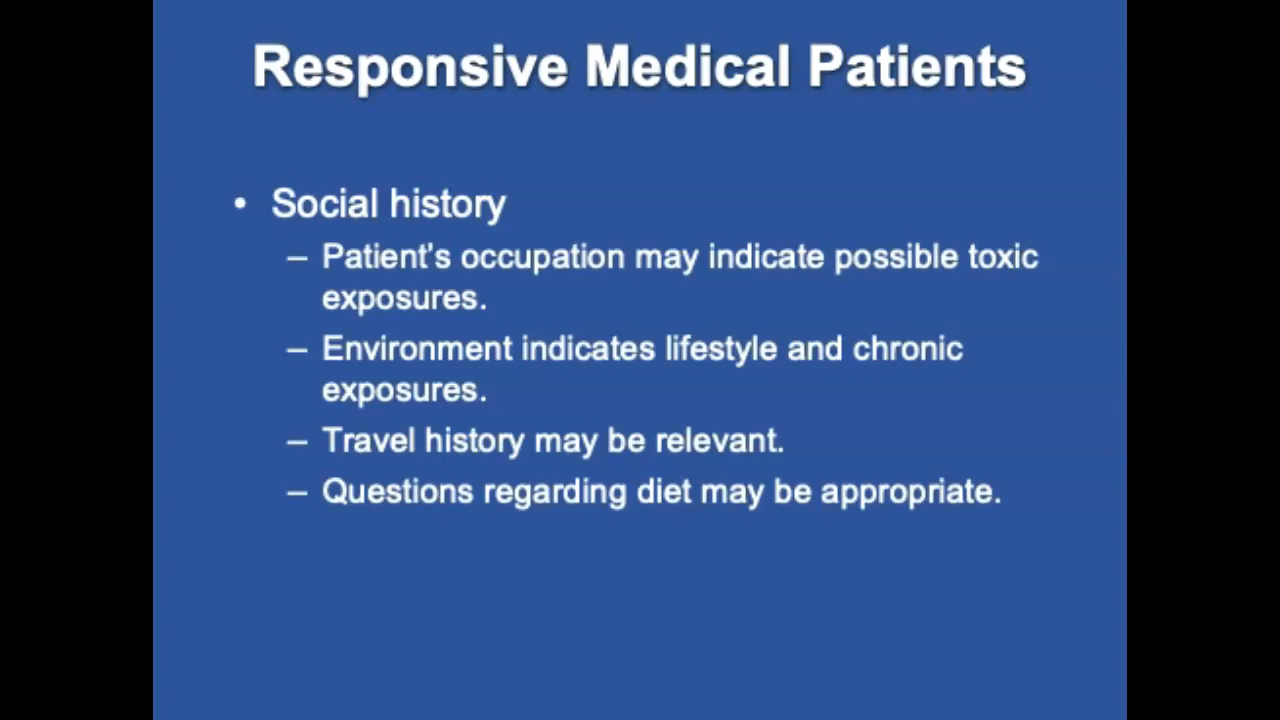 Responsive Medical Patients
• Social history
– Patient's occupation may indicate possible toxic
exposures.
– Environment indicates lifestyle and chronic
exposures.
– Travel history may be relevant.
– Questions regarding diet may be appropriate.